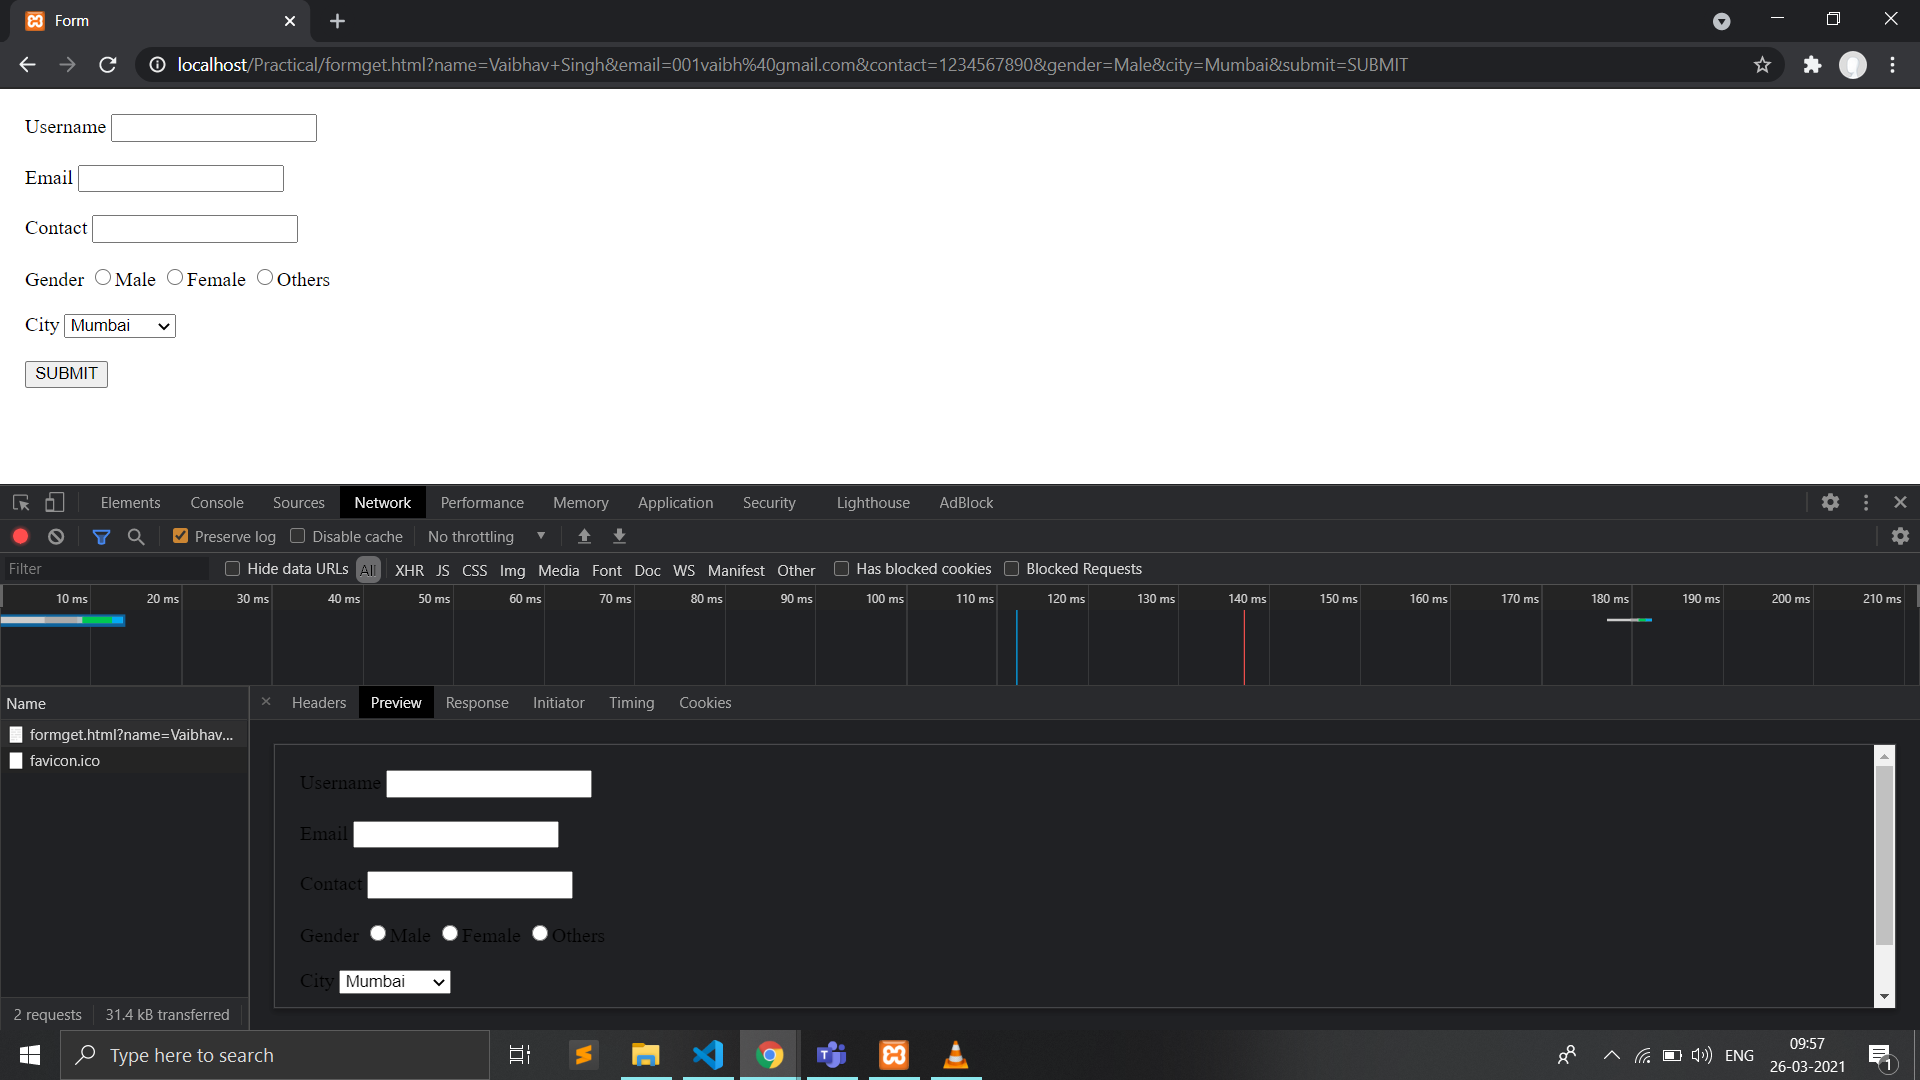 Form
localhost/Practical/formget.html?name=Vaibhav+Singh&email=001vaibh%40gmail.com&contact=1234567890&gender=Male&city=Mumbai&submit=SUBMIT
Username
Email
Contact
Gender Male Female Others
City Mumbai
SUBMIT
Elements Console Sources Network Performance Memory Application Security Lighthouse AdBlock
Preserve log Disable cache No throttling
Filter Hide data URLs All XHR JS CSS Img Media Font Doc WS Manifest Other Has blocked cookies Blocked Requests
10 ms 20 ms 30 ms 40 ms 50 ms 60 ms 70 ms 80 ms 90 ms 100 ms 110 ms 120 ms 130 ms 140 ms 150 ms 160 ms 170 ms 180 ms 190 ms 200 ms 210 ms
Name
Headers Preview Response Initiator Timing Cookies
formget.html?name=Vaibhav...
favicon.ico
Username
Email
Contact
Gender Male Female Others
City Mumbai
2 requests 31.4 kB transferred
Type here to search
ENG
09:57
26-03-2021
1